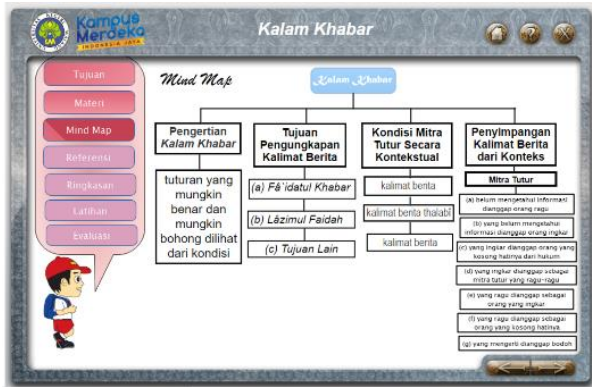 Kampus
Merdeka
INDONESIA JAYA
Kalam Khabar
Tujuan
Materi
Mind Map
Referensi
Ringkasan
Latihan
Evaluasi
Mind Map
Kalam Khabar
Pengertian
Kalam Khabar
tuturan yang
mungkin
benar dan
mungkin
bohong dilihat
dari kondisi
Tujuan
Pengungkapan
Kalimat Berita
(a) Fâ`idatul Khabar
(b) Lâzimul Faidah
(c) Tujuan Lain
Kondisi Mitra
Tutur Secara
Kontekstual
kalimat berita
kalimat berita thalabî
kalimat berita
Penyimpangan
Kalimat Berita
dari Konteks
Mitra Tutur
(a) belum mengetahui informasi
dianggap orang ragu
(b) yang belum mengetahui
informasi dianggap orang ingkar
(c) yang ingkar dianggap orang yang
kosong hatinya dari hukum
(d) yang ingkar dianggap sebagai
mitra tutur yang ragu-ragu
(e) yang ragu dianggap sebagai
orang yang ingkar
(f) yang ragu dianggap sebagai
orang yang kosong hatinya
(g) yang mengerti dianggap bodoh